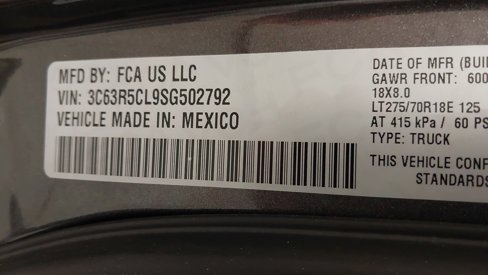 MFD BY: FCA US LLC
VIN: 3C63R5CL9SG502792
VEHICLE MADE IN: MEXICO
DATE OF MFR (BUI
GAWR FRONT: 600
18X8.0
LT275/70R18E 125
AT 415 kPa / 60 PS
TYPE: TRUCK
THIS VEHICLE CONF
STANDARDS